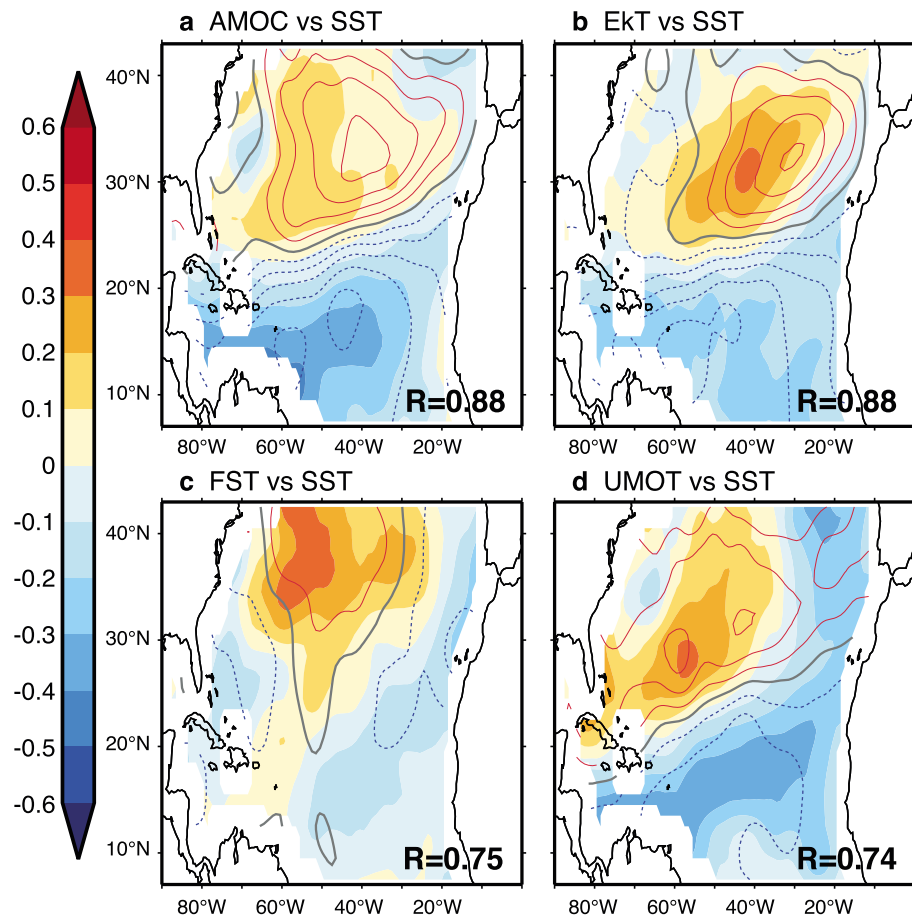 a AMOC vs SST
b EkT vs SST
0.6
0.5
0.4
0.3
0.2
0.1
0
-0.1
-0.2
-0.3
-0.4
-0.5
-0.6
40°N
30°N
20°N
10°N
R=0.88
R=0.88
80°W 60°W 40°W 20°W
80°W 60°W 40°W 20°W
c FST vs SST
d UMOT vs SST
40°N
30°N
20°N
10°N
R=0.75
R=0.74
80°W 60°W 40°W 20°W
80°W 60°W 40°W 20°W